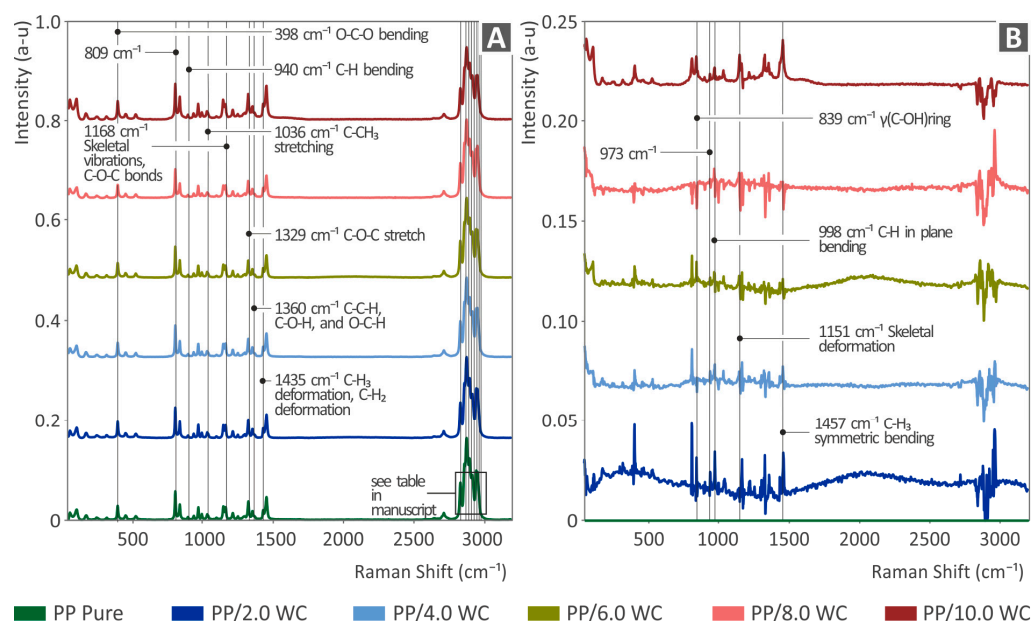 Intensity (a-u)
1.0
0.8
0.6
0.4
0.2
0
A
398 cm⁻¹ O-C-O bending
809 cm⁻¹
940 cm⁻¹ C-H bending
1168 cm⁻¹
Skeletal
vibrations,
C-O-C bonds
1036 cm⁻¹ C-CH₃
stretching
1329 cm⁻¹ C-O-C stretch
1360 cm⁻¹ C-C-H,
C-O-H, and O-C-H
1435 cm⁻¹ C-H₃
deformation, C-H₂
deformation
see table
in
manuscript
500
1000
1500
2000
2500
3000
Raman Shift (cm⁻¹)
Intensity (a-u)
0.25
0.20
0.15
0.10
0.05
0
B
839 cm⁻¹ γ(C-OH)ring
973 cm⁻¹
998 cm⁻¹ C-H in plane
bending
1151 cm⁻¹ Skeletal
deformation
1457 cm⁻¹ C-H₃
symmetric bending
500
1000
1500
2000
2500
3000
Raman Shift (cm⁻¹)
PP Pure
PP/2.0 WC
PP/4.0 WC
PP/6.0 WC
PP/8.0 WC
PP/10.0 WC